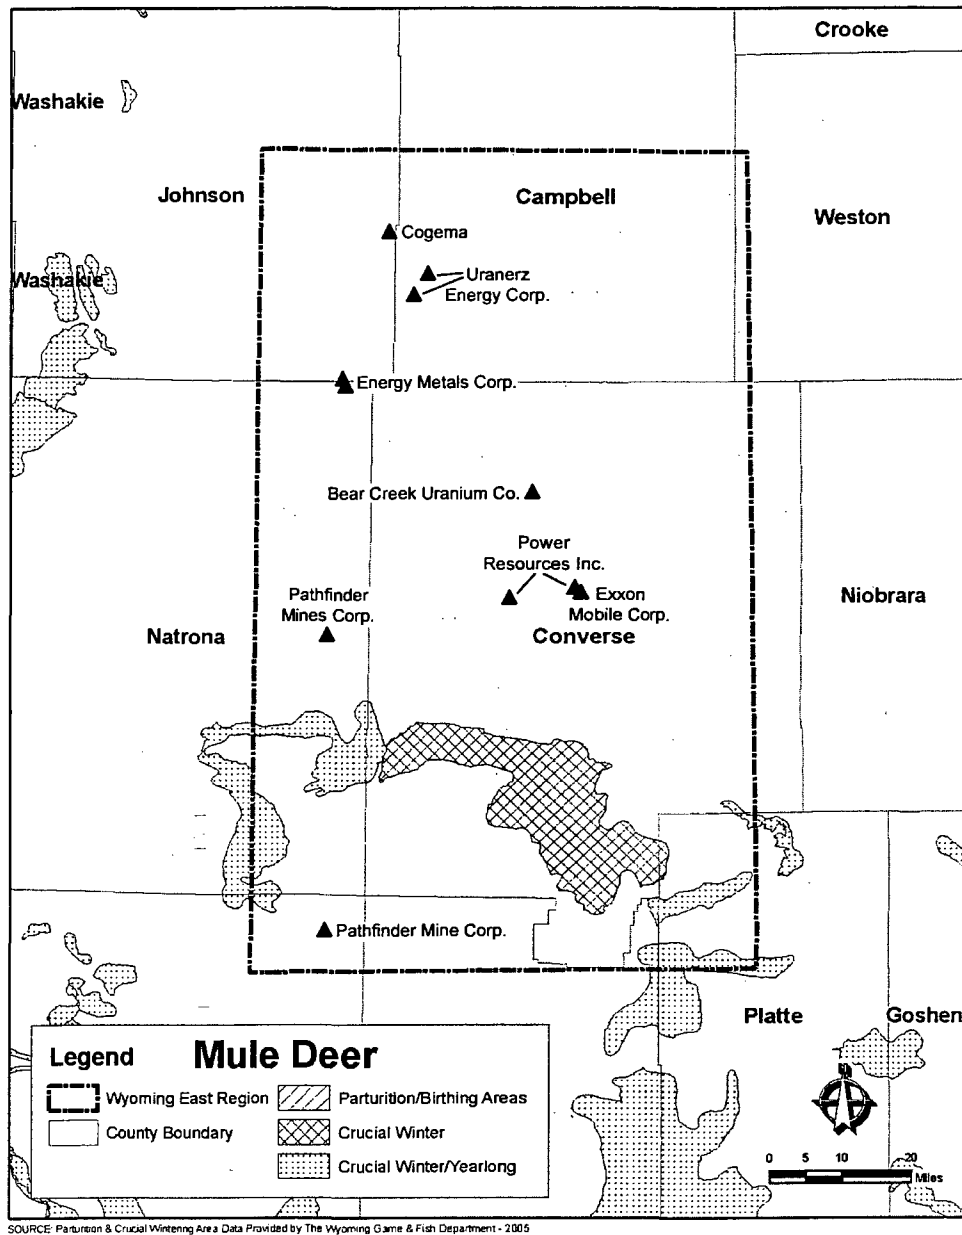 Crooke
Washakie
Johnson
Campbell
Weston
Cogema
Washakie
Uranerz
Energy Corp.
Energy Metals Corp.
Bear Creek Uranium Co.
Power
Resources Inc.
Pathfinder
Mines Corp.
Exxon
Mobile Corp.
Niobrara
Natrona
Converse
Pathfinder Mine Corp.
Platte
Goshen
Legend
Mule Deer
Wyoming East Region
Parturition/Birthing Areas
County Boundary
Crucial Winter
Crucial Winter/Yearlong
N
0 5 10 20
Miles
SOURCE: Parturition & Crucial Wintering Area Data Provided by The Wyoming Game & Fish Department - 2005